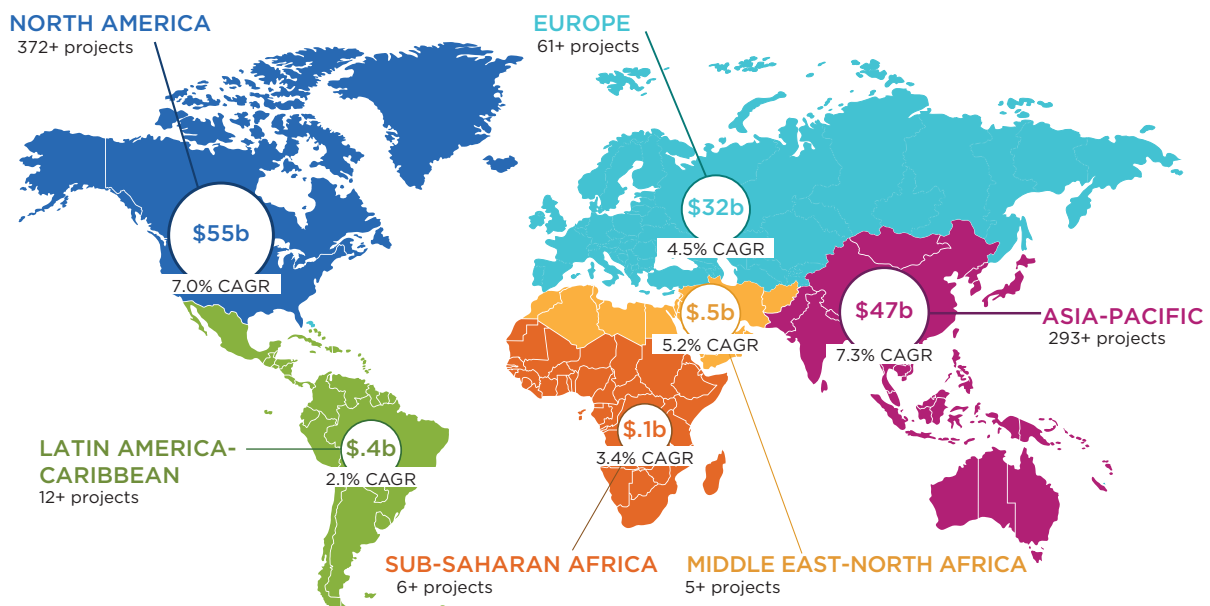 NORTH AMERICA
372+ projects
$55b
7.0% CAGR
EUROPE
61+ projects
$32b
4.5% CAGR
$.5b
5.2% CAGR
$47b
7.3% CAGR
ASIA-PACIFIC
293+ projects
LATIN AMERICA-
CARIBBEAN
12+ projects
$.4b
2.1% CAGR
$.1b
3.4% CAGR
SUB-SAHARAN AFRICA
6+ projects
MIDDLE EAST-NORTH AFRICA
5+ projects